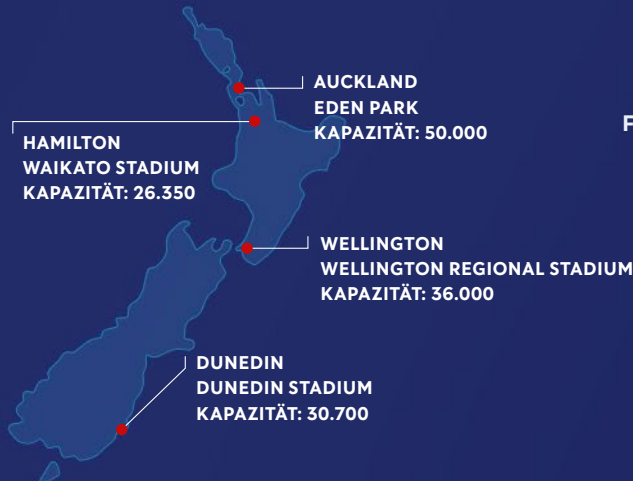 AUCKLAND
EDEN PARK
KAPAZITÄT: 50.000
F
HAMILTON
WAIKATO STADIUM
KAPAZITÄT: 26.350
WELLINGTON
WELLINGTON REGIONAL STADIUM
KAPAZITÄT: 36.000
DUNEDIN
DUNEDIN STADIUM
KAPAZITÄT: 30.700